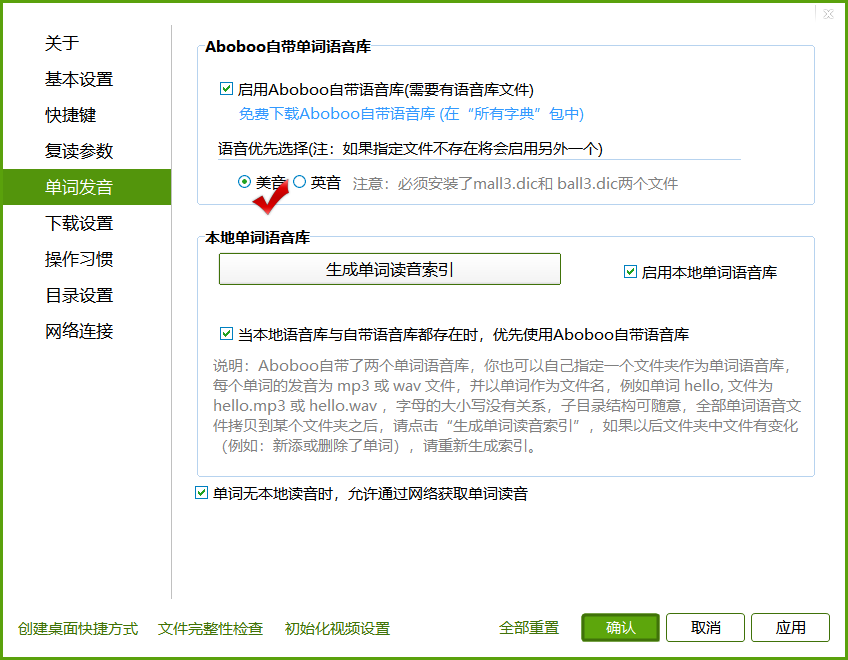 关于
基本设置
快捷键
复读参数
单词发音
下载设置
操作习惯
目录设置
网络连接
Aboboo自带单词语音库
启用Aboboo自带语音库(需要有语音库文件)
免费下载Aboboo自带语音库 (在“所有字典”包中)
语音优先选择(注：如果指定文件不存在将会启用另外一个)
美音 英音 注意：必须安装了mall3.dic和 ball3.dic两个文件
本地单词语音库
生成单词读音索引 启用本地单词语音库
当本地语音库与自带语音库都存在时，优先使用Aboboo自带语音库
说明：Aboboo自带了两个单词语音库，你也可以自己指定一个文件夹作为单词语音库，
每个单词的发音为 mp3 或 wav 文件，并以单词作为文件名，例如单词 hello, 文件为
hello.mp3 或 hello.wav ，字母的大小写没有关系，子目录结构可随意，全部单词语音文
件拷贝到某个文件夹之后，请点击“生成单词读音索引”，如果以后文件夹中文件有变化
（例如：新添或删除了单词），请重新生成索引。
单词无本地读音时，允许通过网络获取单词读音
创建桌面快捷方式 文件完整性检查 初始化视频设置 全部重置 确认 取消 应用